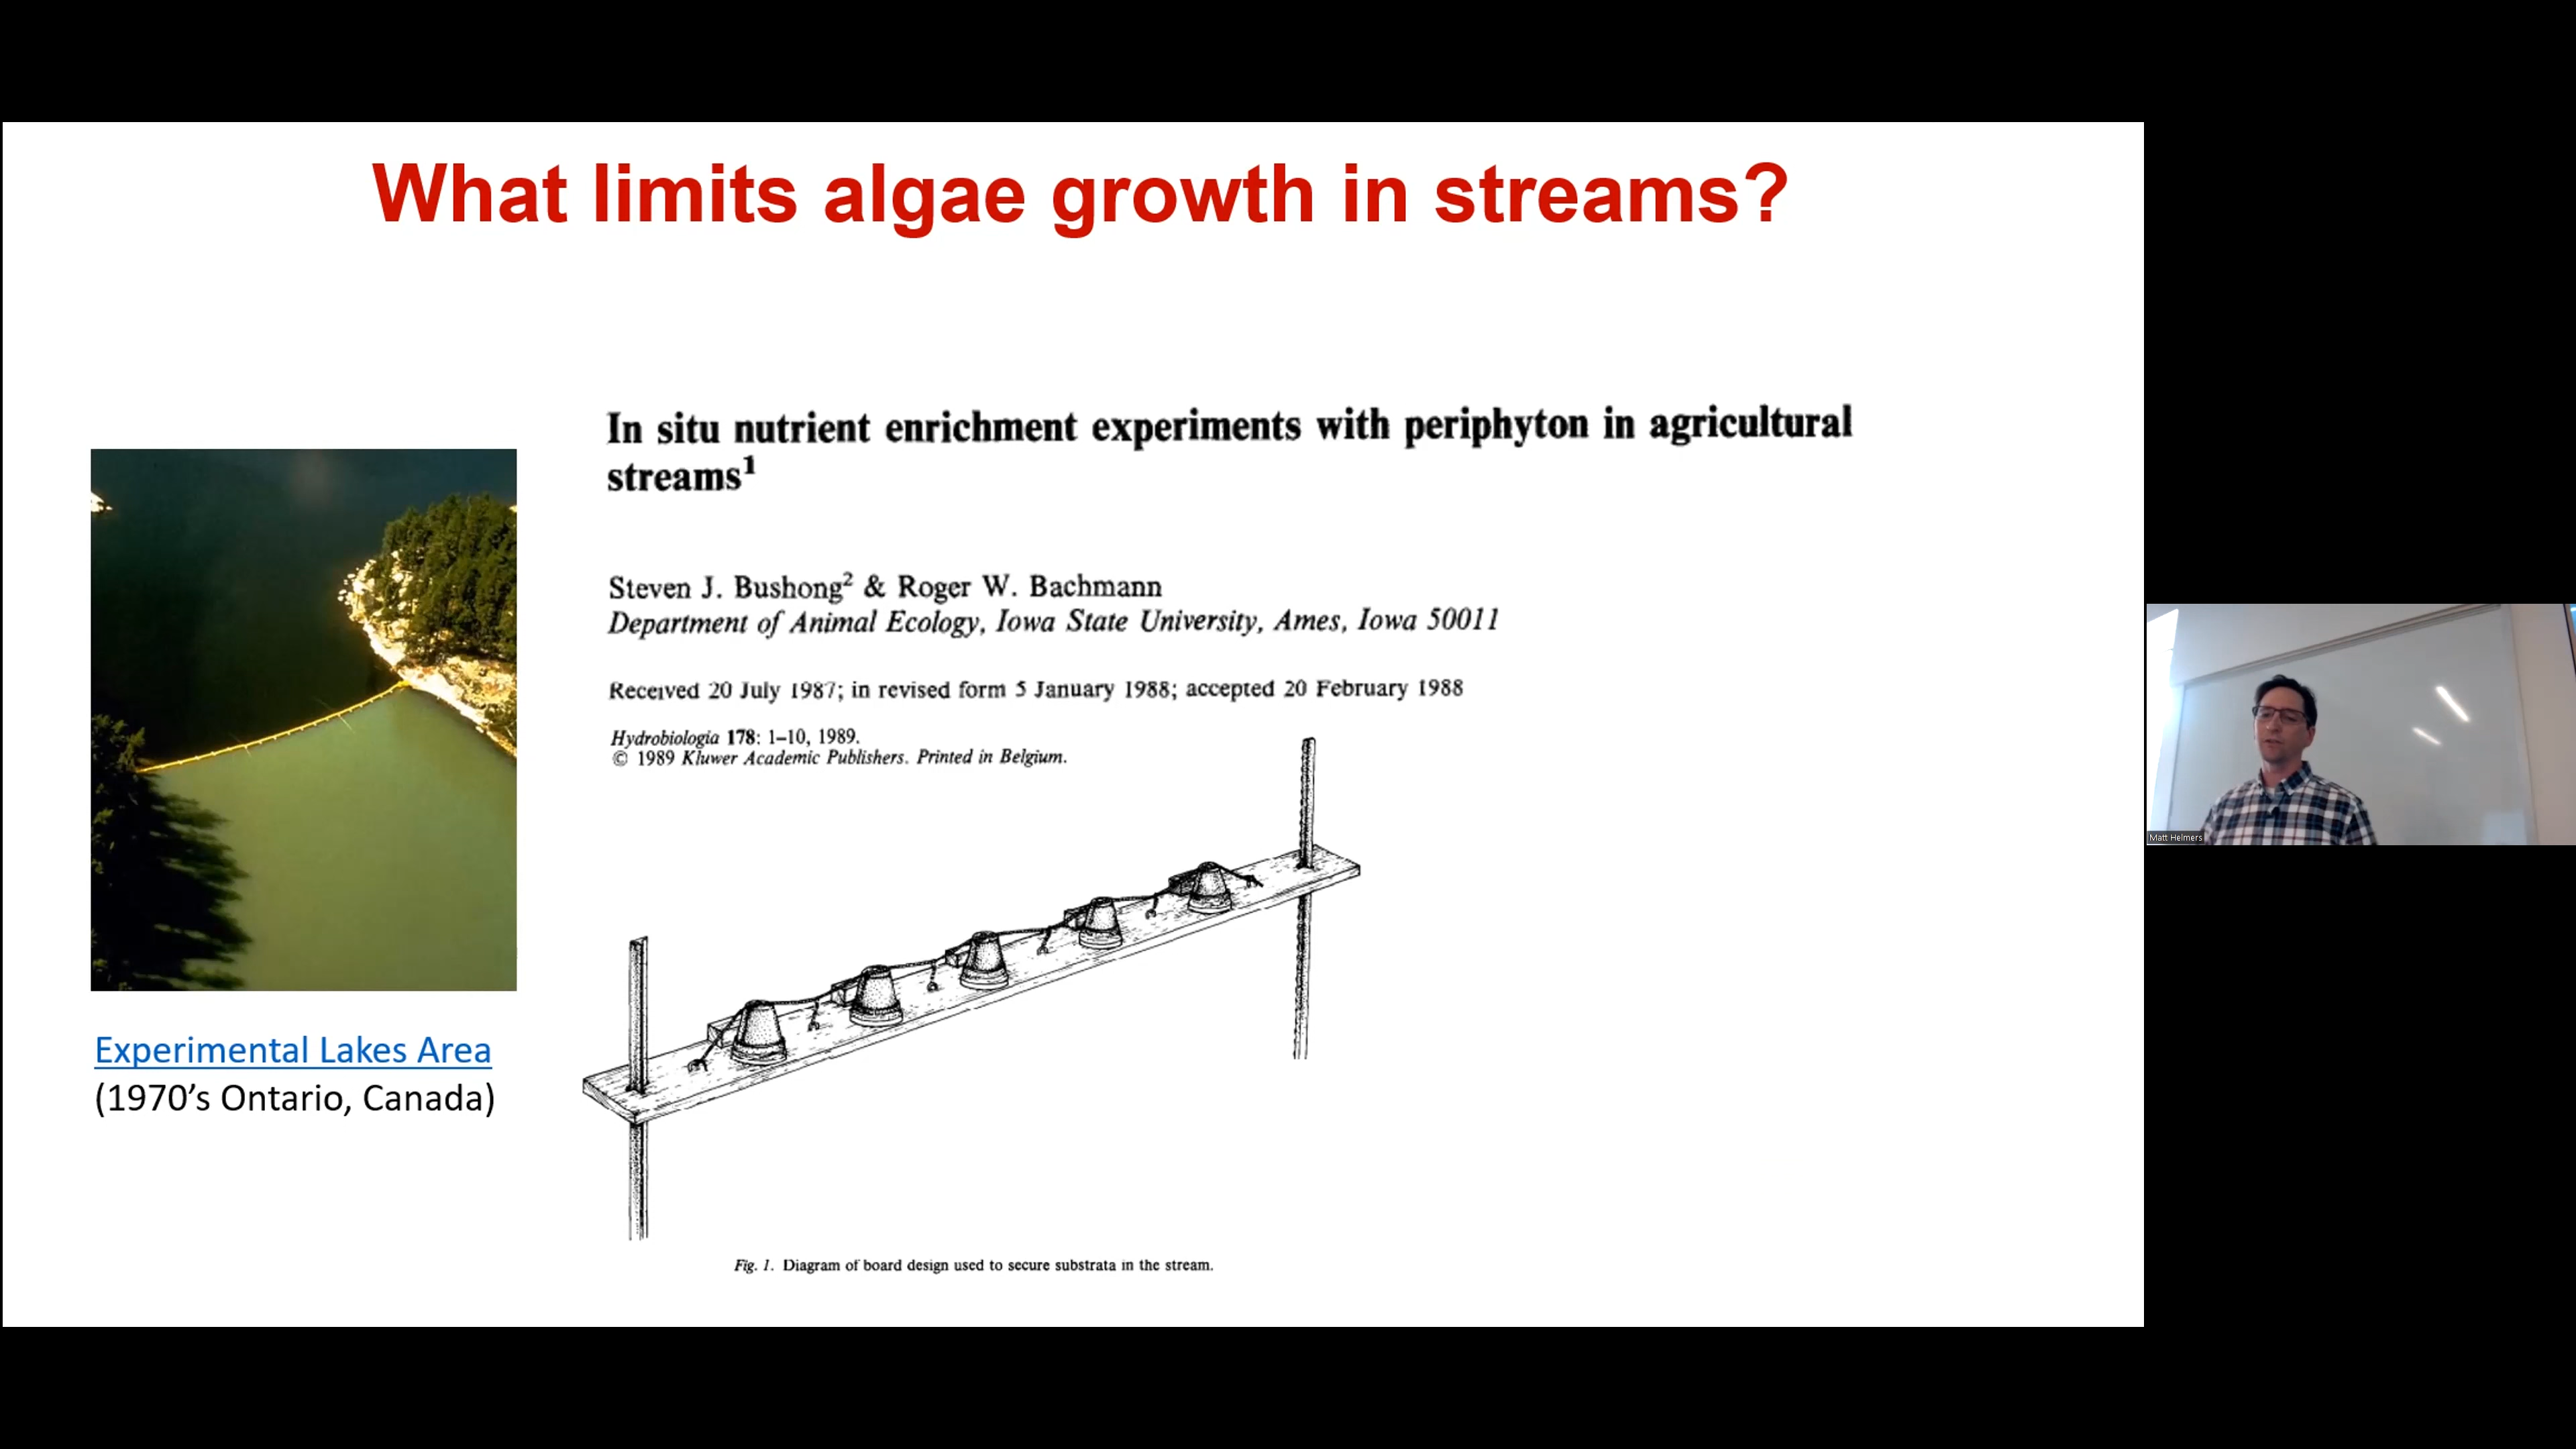 What limits algae growth in streams?
In situ nutrient enrichment experiments with periphyton in agricultural
streams¹
Steven J. Bushong² & Roger W. Bachmann
Department of Animal Ecology, Iowa State University, Ames, Iowa 50011
Received 20 July 1987; in revised form 5 January 1988; accepted 20 February 1988
Hydrobiologia 178: 1–10, 1989.
© 1989 Kluwer Academic Publishers. Printed in Belgium.
Experimental Lakes Area
(1970’s Ontario, Canada)
Fig. 1. Diagram of board design used to secure substrata in the stream.
Matt Helmers